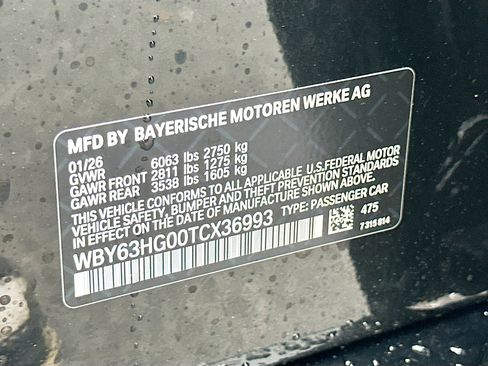 MFD BY BAYERISCHE MOTOREN WERKE AG
01/26
GVWR 6063 lbs 2750 kg
GAWR FRONT 2811 lbs 1275 kg
GAWR REAR 3538 lbs 1605 kg
THIS VEHICLE CONFORMS TO ALL APPLICABLE U.S.FEDERAL MOTOR
VEHICLE SAFETY, BUMPER AND THEFT PREVENTION STANDARDS
IN EFFECT ON THE DATE OF MANUFACTURE SHOWN ABOVE.
WBY63HG00TCX36993 TYPE: PASSENGER CAR
475
7 315 814